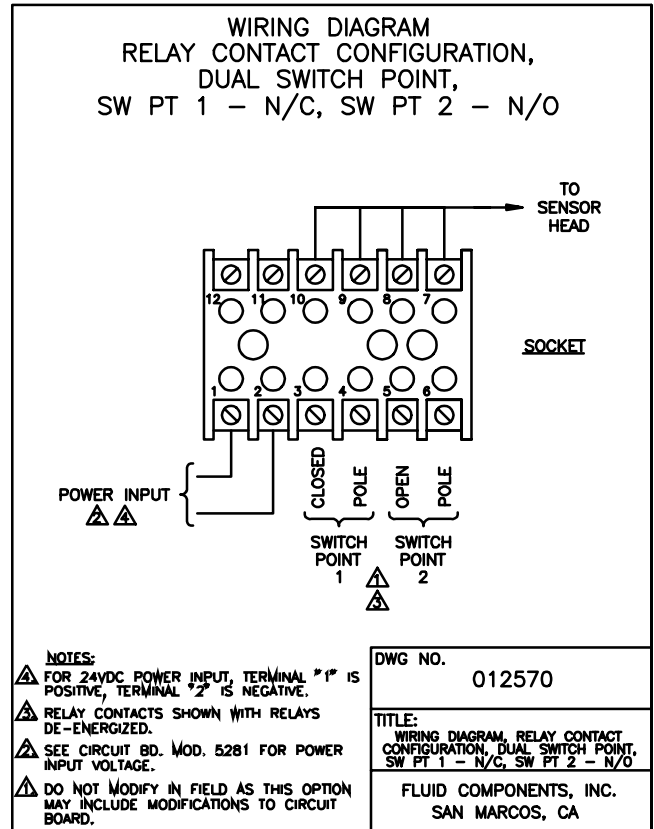 WIRING DIAGRAM
RELAY CONTACT CONFIGURATION,
DUAL SWITCH POINT,
SW PT 1 – N/C, SW PT 2 – N/O
TO
SENSOR
HEAD
12 11 10 9 8 7
SOCKET
1 2 3 4 5 6
POWER INPUT
2 4
CLOSED
POLE
OPEN
POLE
SWITCH
POINT
1
SWITCH
POINT
2
1
3
NOTES:
4 FOR 24VDC POWER INPUT, TERMINAL "1" IS
POSITIVE, TERMINAL "2" IS NEGATIVE.
3 RELAY CONTACTS SHOWN WITH RELAYS
DE-ENERGIZED.
2 SEE CIRCUIT BD. MOD. 5281 FOR POWER
INPUT VOLTAGE.
1 DO NOT MODIFY IN FIELD AS THIS OPTION
MAY INCLUDE MODIFICATIONS TO CIRCUIT
BOARD.
DWG NO.
012570
TITLE:
WIRING DIAGRAM, RELAY CONTACT
CONFIGURATION, DUAL SWITCH POINT,
SW PT 1 – N/C, SW PT 2 – N/O
FLUID COMPONENTS, INC.
SAN MARCOS, CA